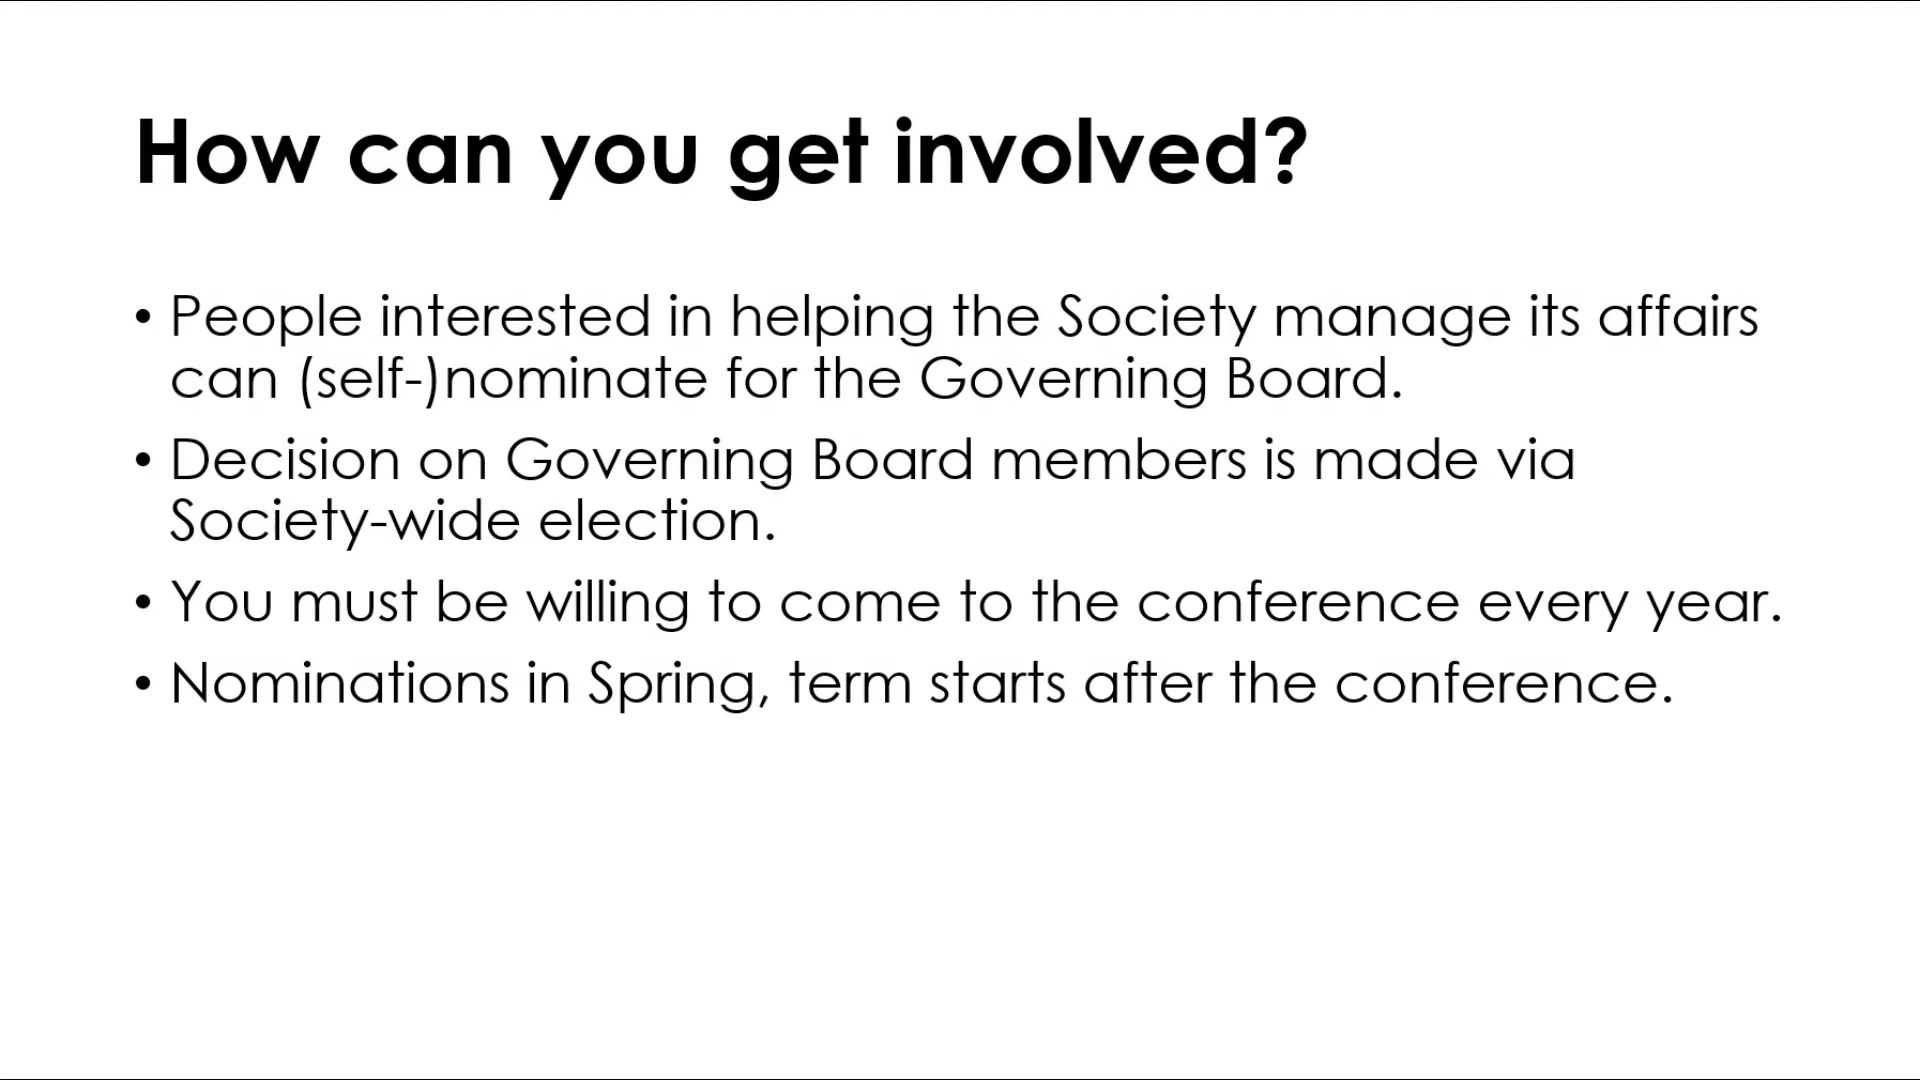 How can you get involved?
• People interested in helping the Society manage its affairs
can (self-)nominate for the Governing Board.
• Decision on Governing Board members is made via
Society-wide election.
• You must be willing to come to the conference every year.
• Nominations in Spring, term starts after the conference.